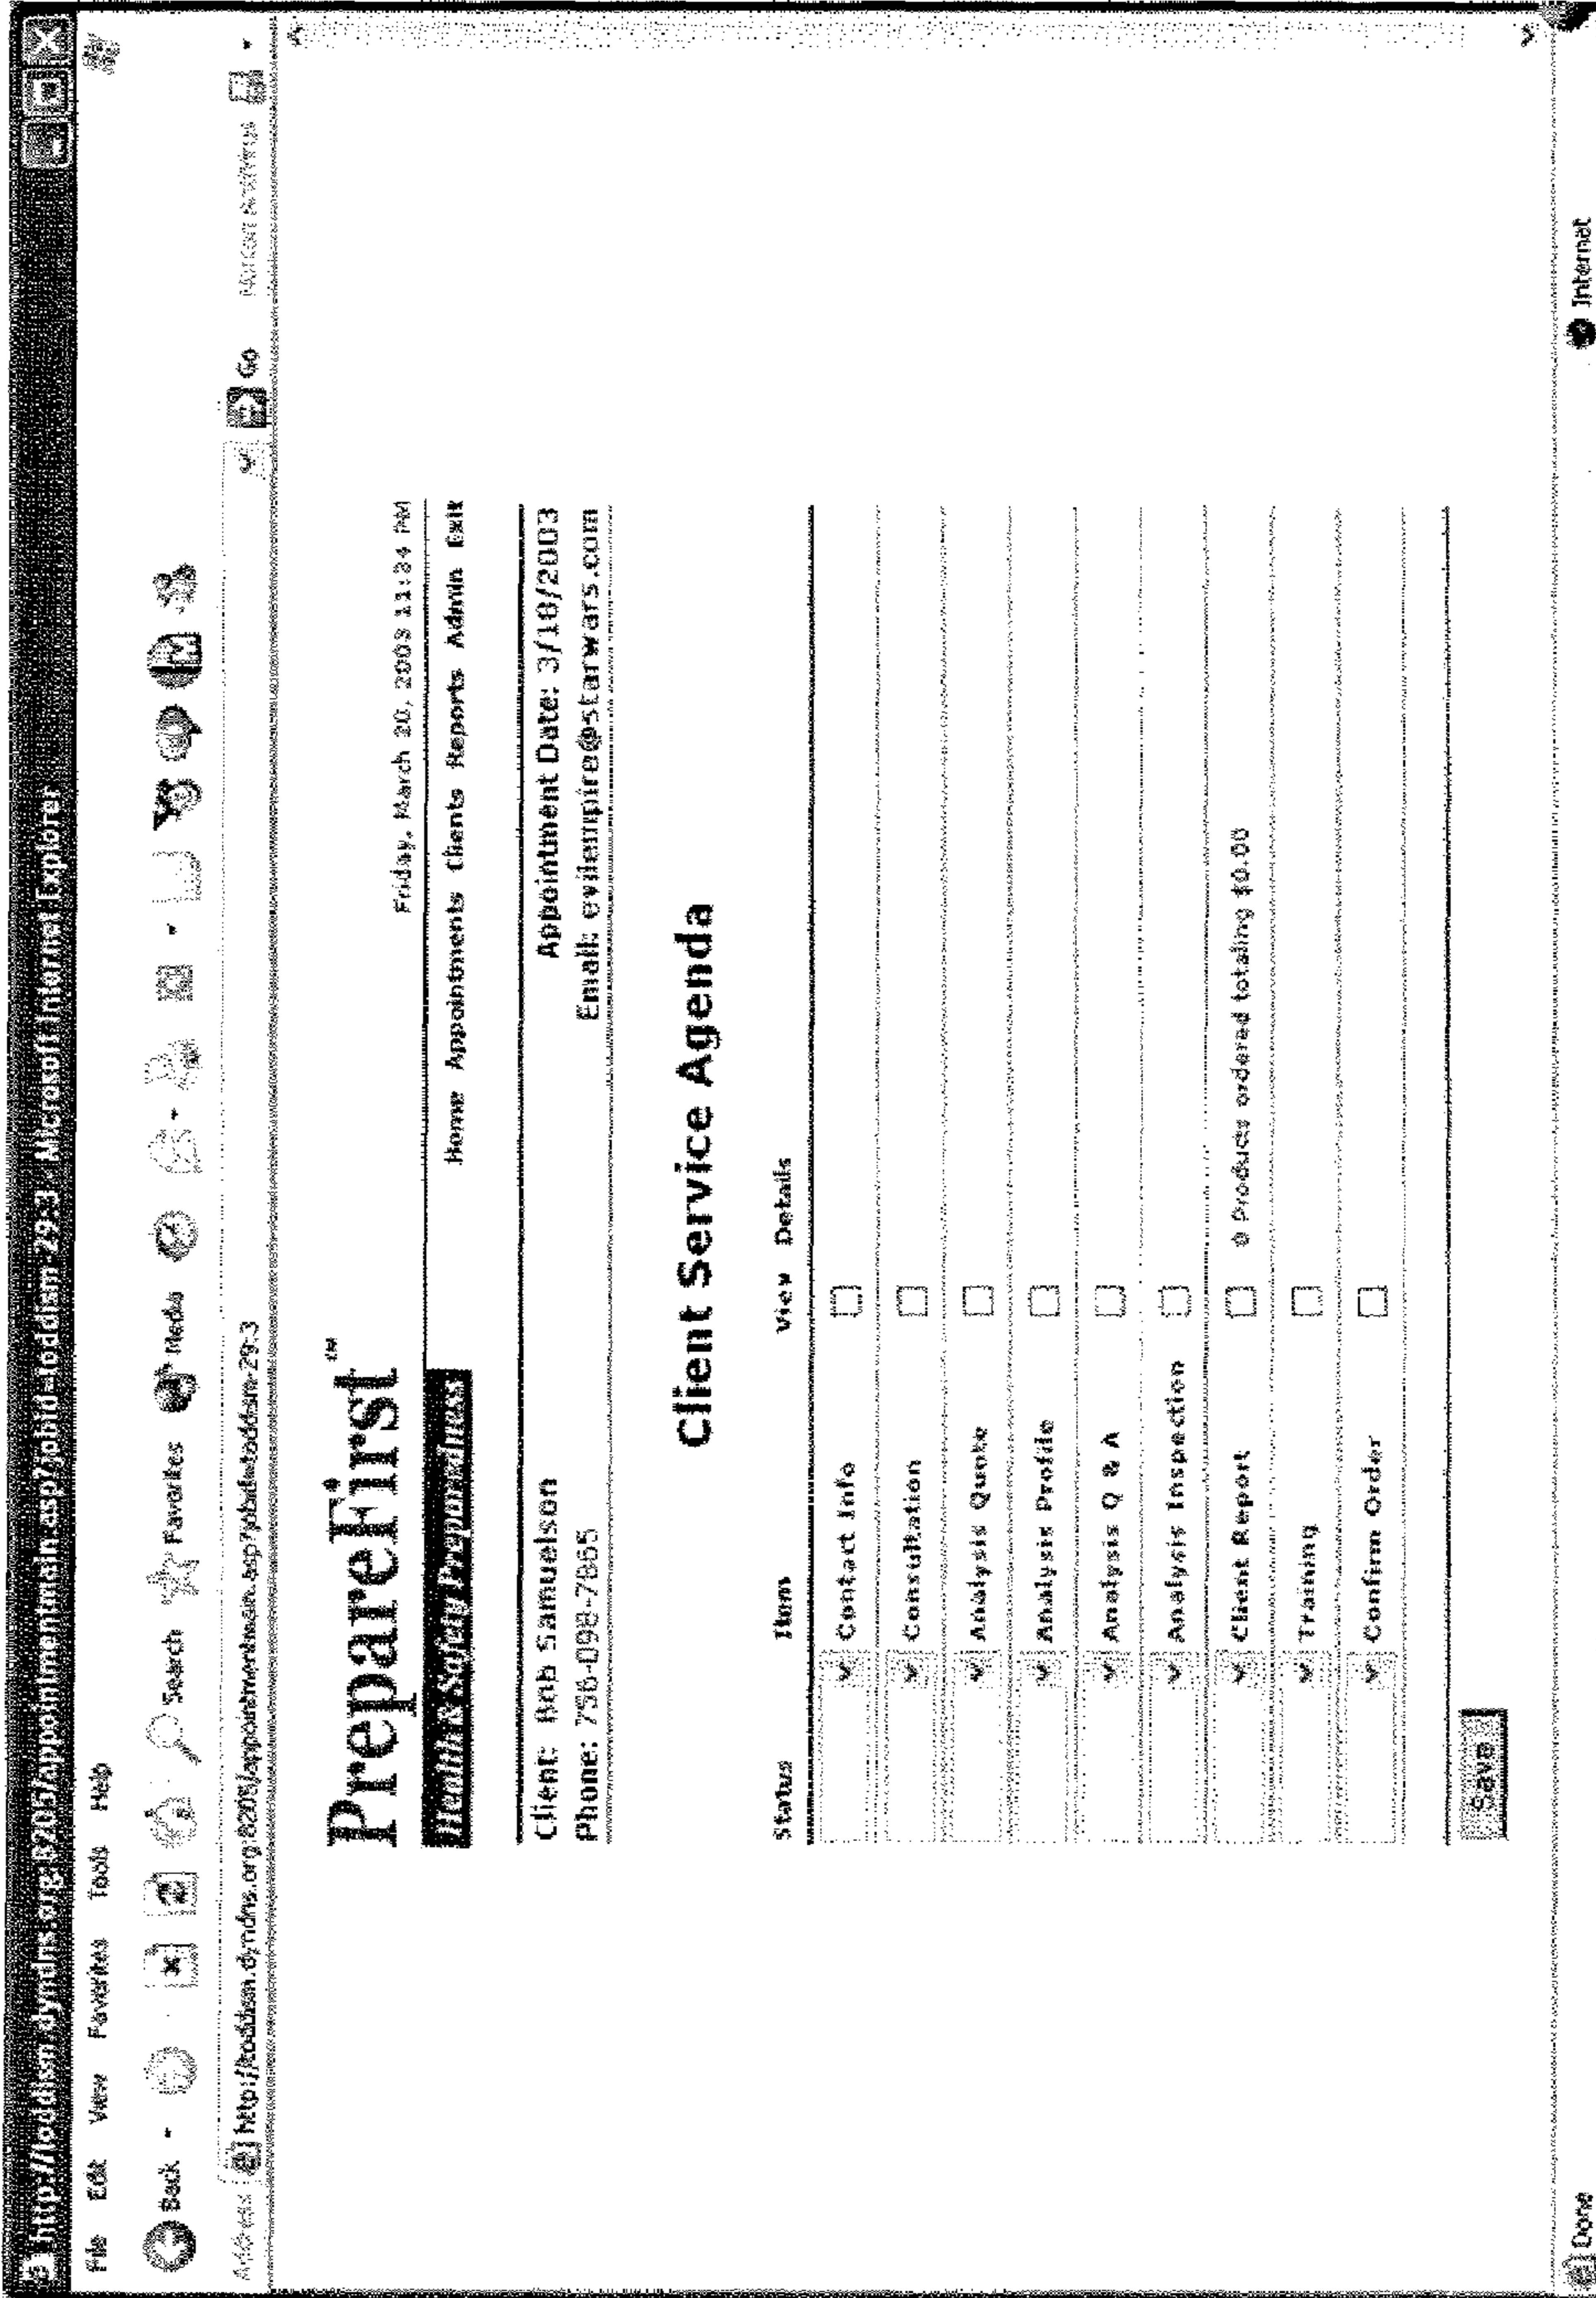 http://toddism.dyndns.org:8205/appointmentmain.asp?jobid=toddism-29:3 - Microsoft Internet Explorer
File Edit View Favorites Tools Help
Back Search Favorites Media
Address http://toddism.dyndns.org:8205/appointmentmain.asp?jobid=toddism-29:3 Go Norton AntiVirus
PrepareFirst™
Friday, March 20, 2003 11:34 PM
Health & Safety Preparedness
Home Appointments Clients Reports Admin Exit
Client: Bob Samuelson Appointment Date: 3/18/2003
Phone: 756-098-7865 Email: evilempire@starwars.com
Client Service Agenda
Status Item View Details
Contact Info
Consultation
Analysis Quote
Analysis Profile
Analysis Q & A
Analysis Inspection
Client Report 0 Products ordered totaling $0.00
Training
Confirm Order
Save
Done Internet